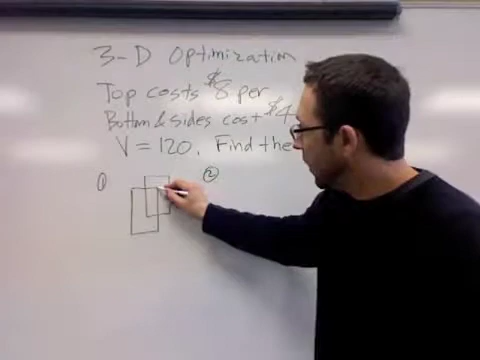 3-D Optimization
Top costs $8 per
Bottom & sides cost $4
V = 120. Find the
① ②